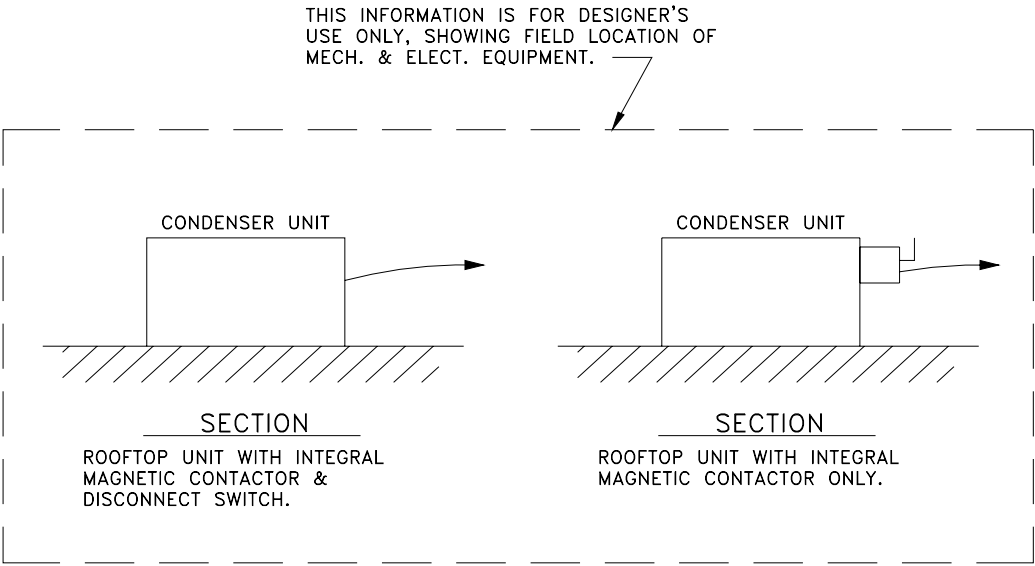 THIS INFORMATION IS FOR DESIGNER'S
USE ONLY, SHOWING FIELD LOCATION OF
MECH. & ELECT. EQUIPMENT.
CONDENSER UNIT
SECTION
ROOFTOP UNIT WITH INTEGRAL
MAGNETIC CONTACTOR &
DISCONNECT SWITCH.
CONDENSER UNIT
SECTION
ROOFTOP UNIT WITH INTEGRAL
MAGNETIC CONTACTOR ONLY.